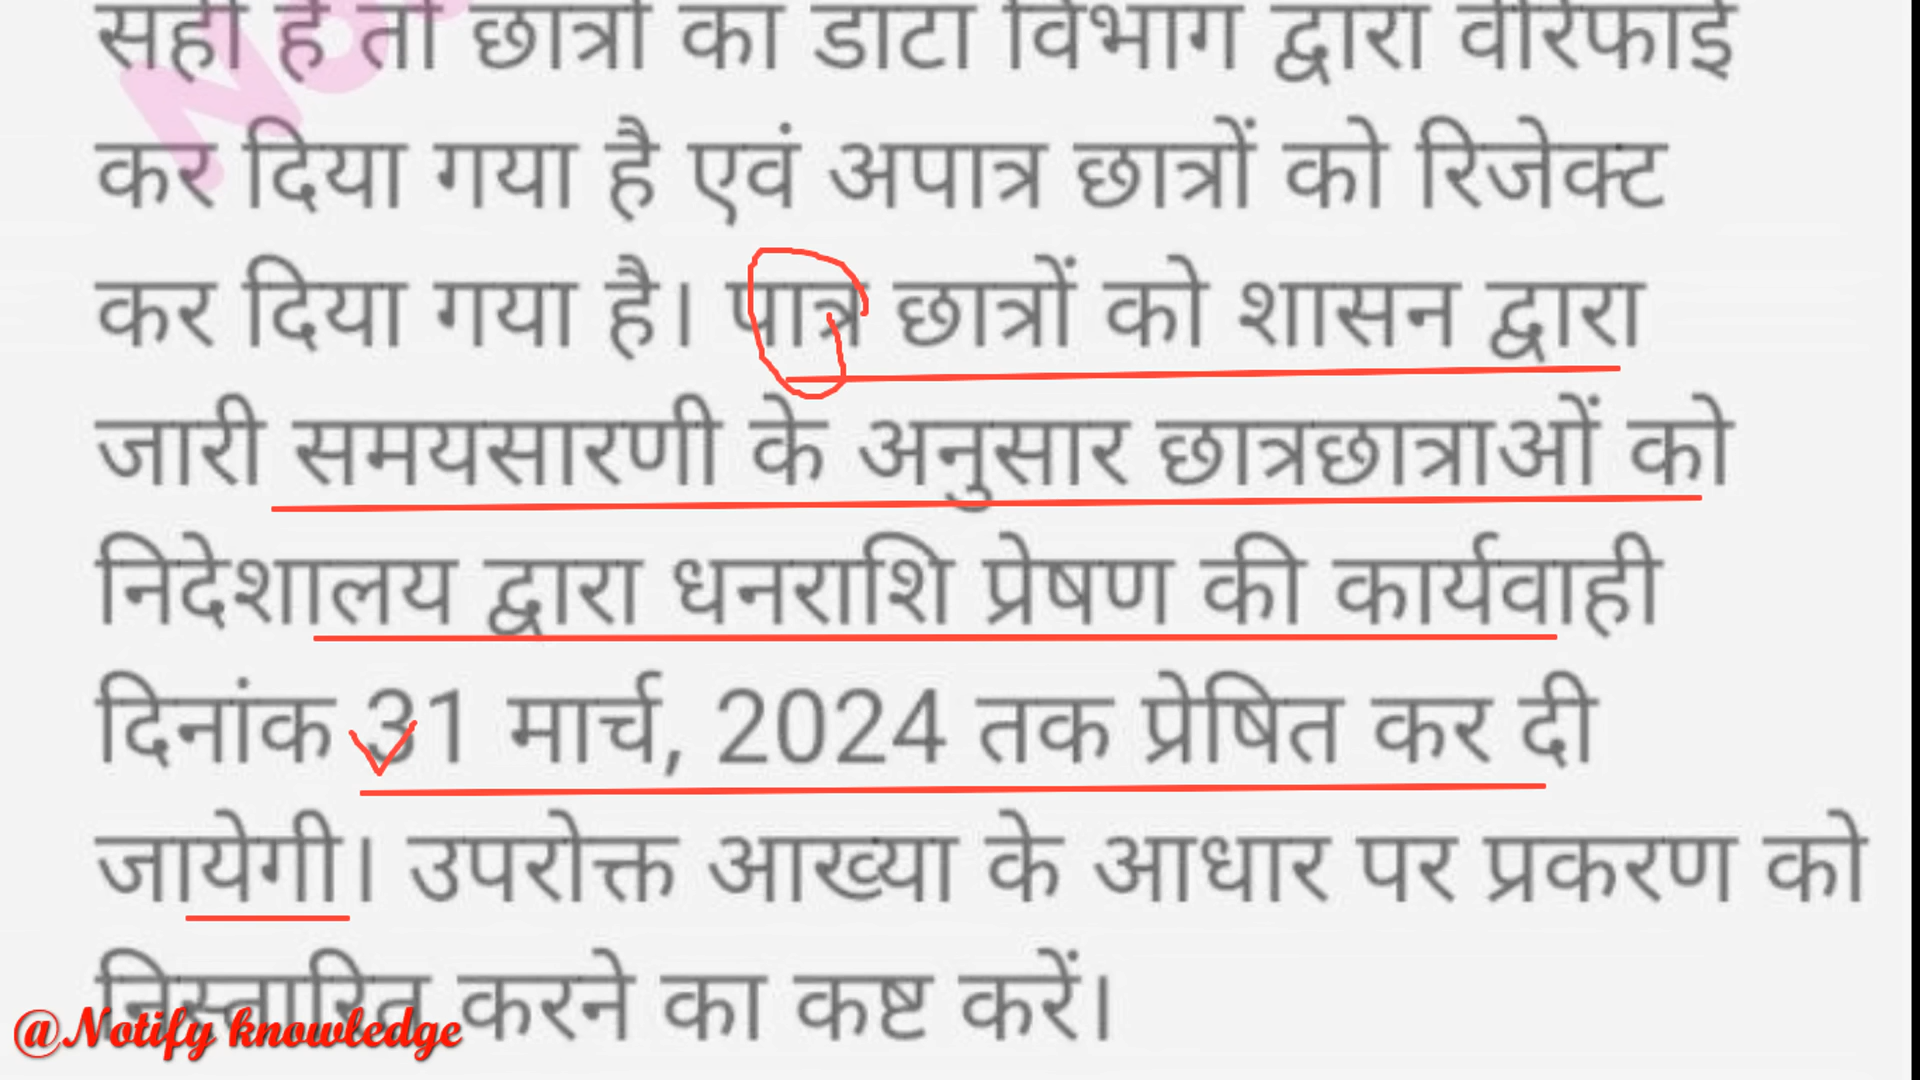 सही है तो छात्रों का डाटा विभाग द्वारा वेरिफाई
कर दिया गया है एवं अपात्र छात्रों को रिजेक्ट
कर दिया गया है। पात्र छात्रों को शासन द्वारा
जारी समयसारणी के अनुसार छात्रछात्राओं को
निदेशालय द्वारा धनराशि प्रेषण की कार्यवाही
दिनांक 31 मार्च, 2024 तक प्रेषित कर दी
जायेगी। उपरोक्त आख्या के आधार पर प्रकरण को
निस्तारित करने का कष्ट करें।
@Notify knowledge